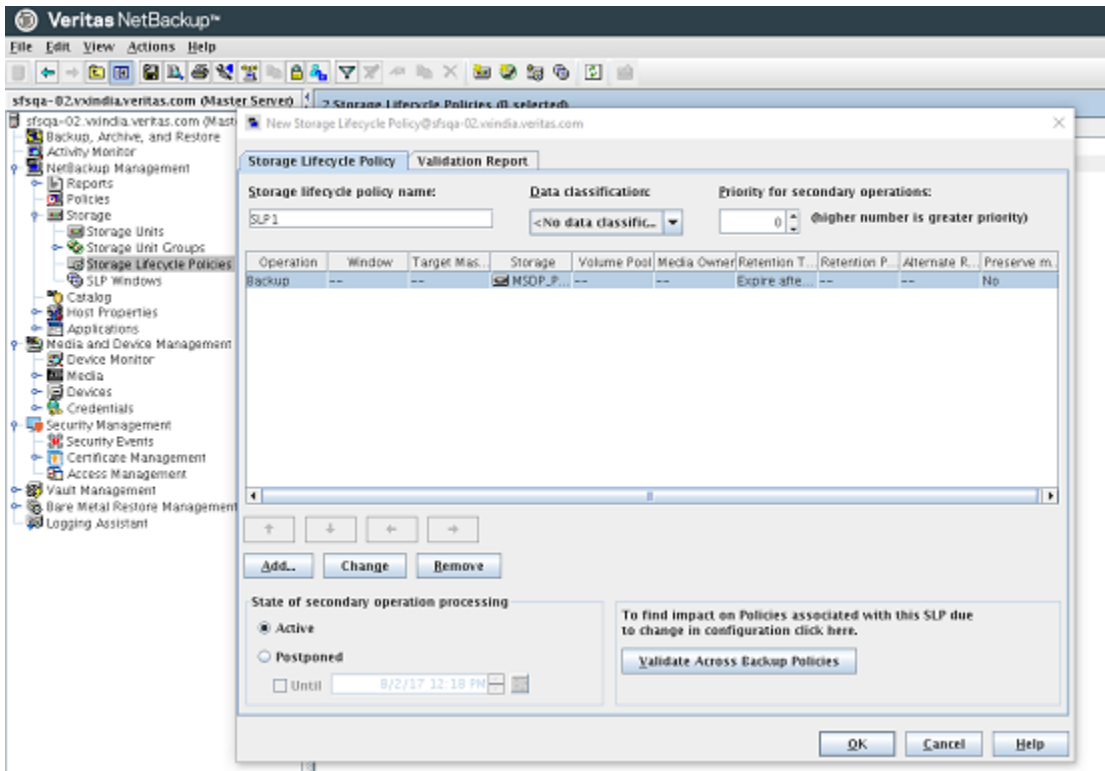 Veritas NetBackup™
File Edit View Actions Help
sfsqa-02.vxindia.veritas.com (Master Server)
2 Storage Lifecycle Policies (0 selected)
sfsqa-02.vxindia.veritas.com (Mast
Backup, Archive, and Restore
Activity Monitor
NetBackup Management
Reports
Policies
Storage
Storage Units
Storage Unit Groups
Storage Lifecycle Policies
SLP Windows
Catalog
Host Properties
Applications
Media and Device Management
Device Monitor
Media
Devices
Credentials
Security Management
Security Events
Certificate Management
Access Management
Vault Management
Bare Metal Restore Management
Logging Assistant
New Storage Lifecycle Policy@sfsqa-02.vxindia.veritas.com
Storage Lifecycle Policy Validation Report
Storage lifecycle policy name: Data classification: Priority for secondary operations:
SLP1 <No data classific... 0 (higher number is greater priority)
Operation Window Target Mas... Storage Volume Pool Media Owner Retention T... Retention P... Alternate R... Preserve m...
Backup -- -- MSDP_P... -- -- Expire afte... -- -- No
Add... Change Remove
State of secondary operation processing
Active
Postponed
Until 8/2/17 12:18 PM
To find impact on Policies associated with this SLP due
to change in configuration click here.
Validate Across Backup Policies
OK Cancel Help